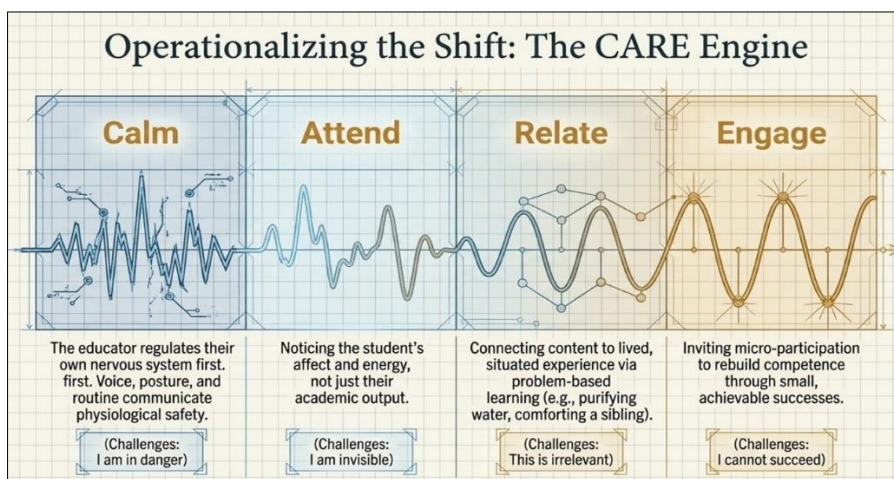 Operationalizing the Shift: The CARE Engine
Calm
Attend
Relate
Engage
The educator regulates their
own nervous system first.
first. Voice, posture, and
routine communicate
physiological safety.
(Challenges:
I am in danger)
Noticing the student's
affect and energy,
not just their
academic output.
(Challenges:
I am invisible)
Connecting content to lived,
situated experience via
problem-based
learning (e.g., purifying
water, comforting a sibling).
(Challenges:
This is irrelevant)
Inviting micro-participation
to rebuild competence
through small,
achievable successes.
(Challenges:
I cannot succeed)